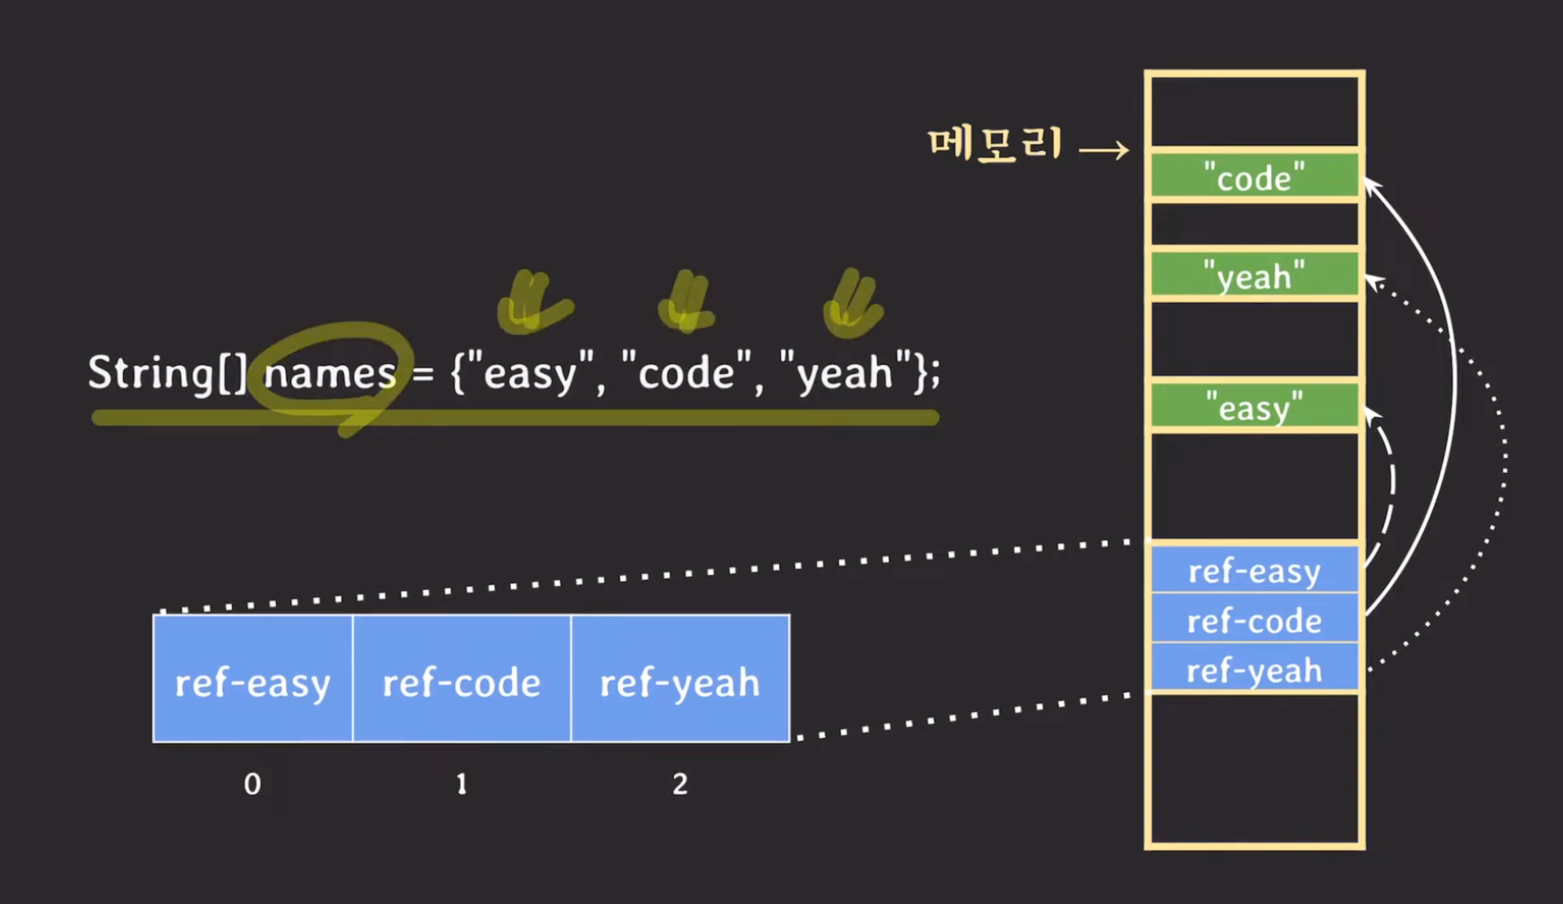 메모리 →
"code"
"yeah"
String[] names = {"easy", "code", "yeah"};
"easy"
ref-easy
ref-code
ref-yeah
ref-easy ref-code ref-yeah
0 1 2